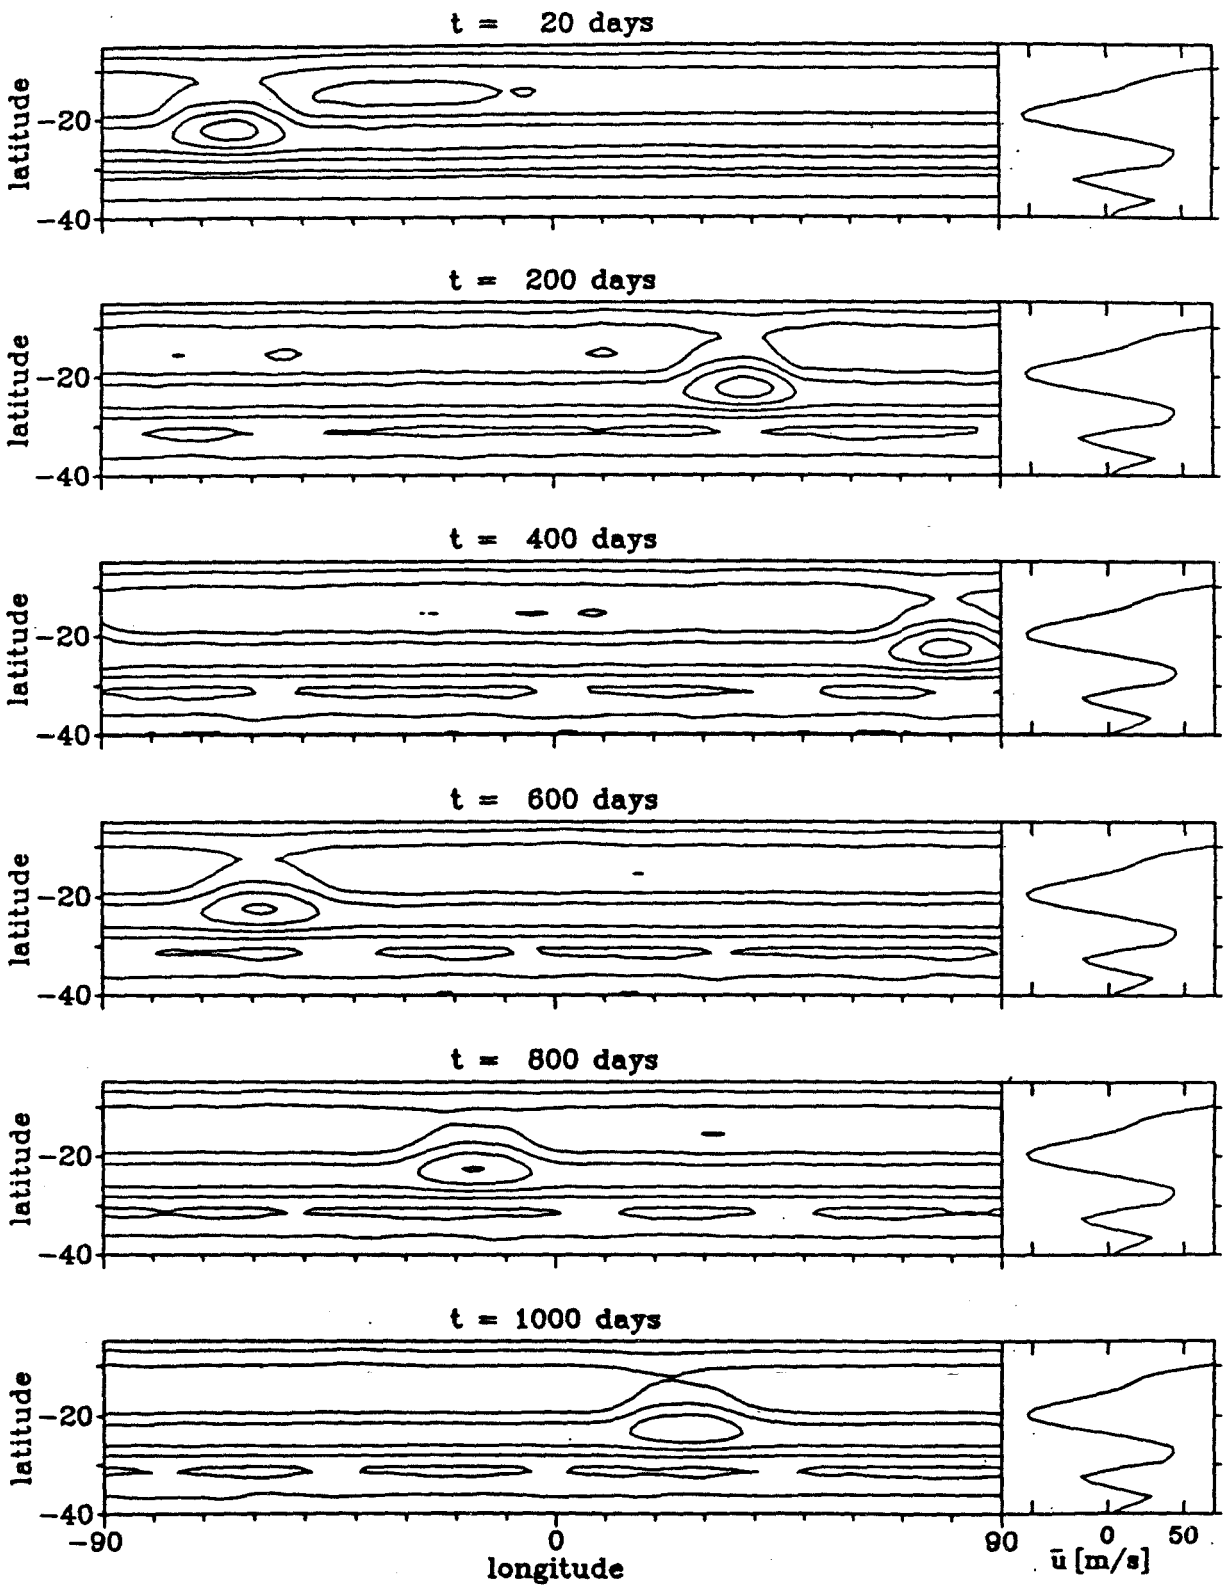 t = 20 days
latitude
-20
-40
t = 200 days
latitude
-20
-40
t = 400 days
latitude
-20
-40
t = 600 days
latitude
-20
-40
t = 800 days
latitude
-20
-40
t = 1000 days
latitude
-20
-40
-90 0 90 0 50
longitude ū [m/s]